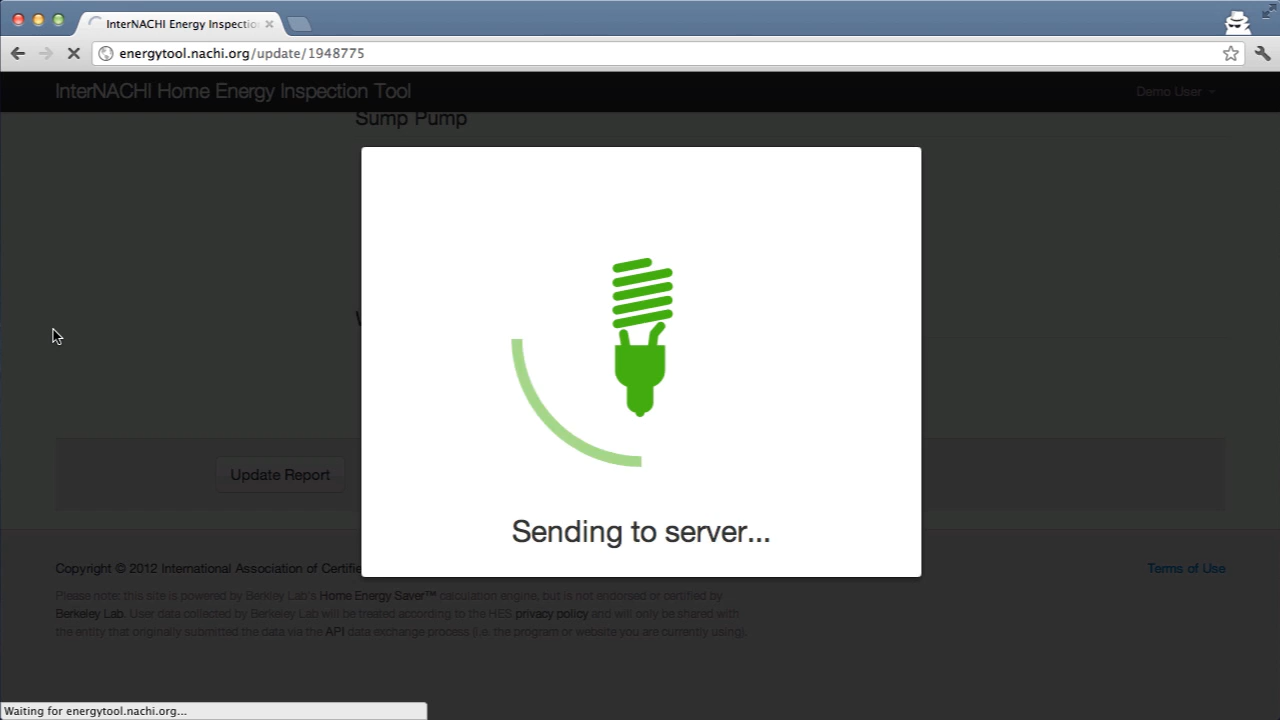 InterNACHI Energy Inspectio
energytool.nachi.org/update/1948775
InterNACHI Home Energy Inspection Tool
Demo User
Sump Pump
Update Report
Sending to server...
Copyright © 2012 International Association of Certifie
Terms of Use
Please note: this site is powered by Berkley Lab's Home Energy Saver™ calculation engine, but is not endorsed or certified by
Berkeley Lab. User data collected by Berkeley Lab will be treated according to the HES privacy policy and will only be shared with
the entity that originally submitted the data via the API data exchange process (i.e. the program or website you are currently using).
Waiting for energytool.nachi.org...